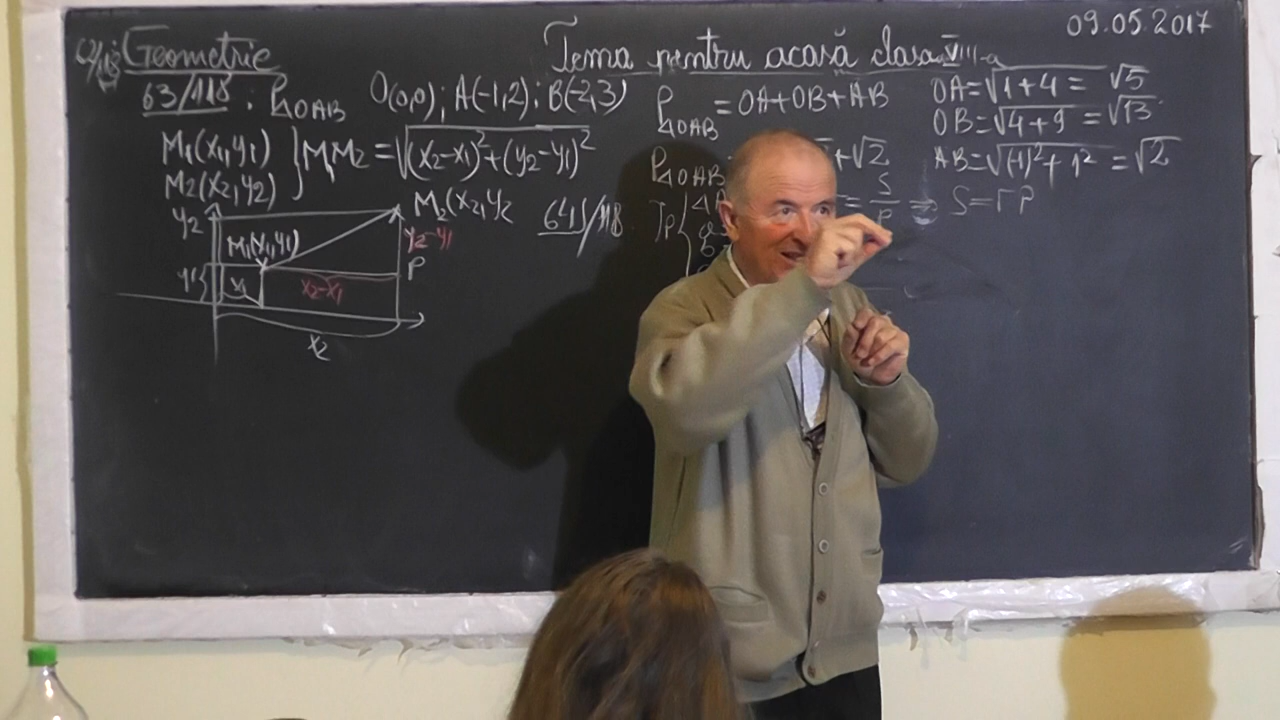 Geometrie
Tema pentru acasă clasa VIII-a
09.05.2017
63/118 : P△OAB O(0,0); A(-1,2); B(-2,3)
M1(x1,y1)
M2(x2,y2) } M1M2 = √(x2-x1)²+(y2-y1)²
y2
M2(x2,y2
M1(x1,y1)
y2-y1
P
y1
x1
x2-x1
x2
P△OAB = OA+OB+AB
P△OAB
+√2
OA=√1+4 = √5
OB=√4+9 = √13
AB=√(-1)²+1² = √2
/118
= S/P ⇒ S=rP